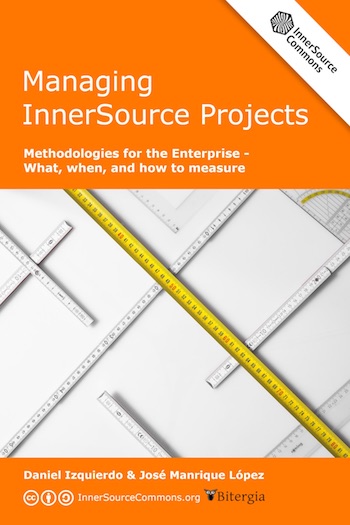 InnerSource
Commons
Managing
InnerSource Projects
Methodologies for the Enterprise -
What, when, and how to measure
Daniel Izquierdo & José Manrique López
InnerSourceCommons.org Bitergia